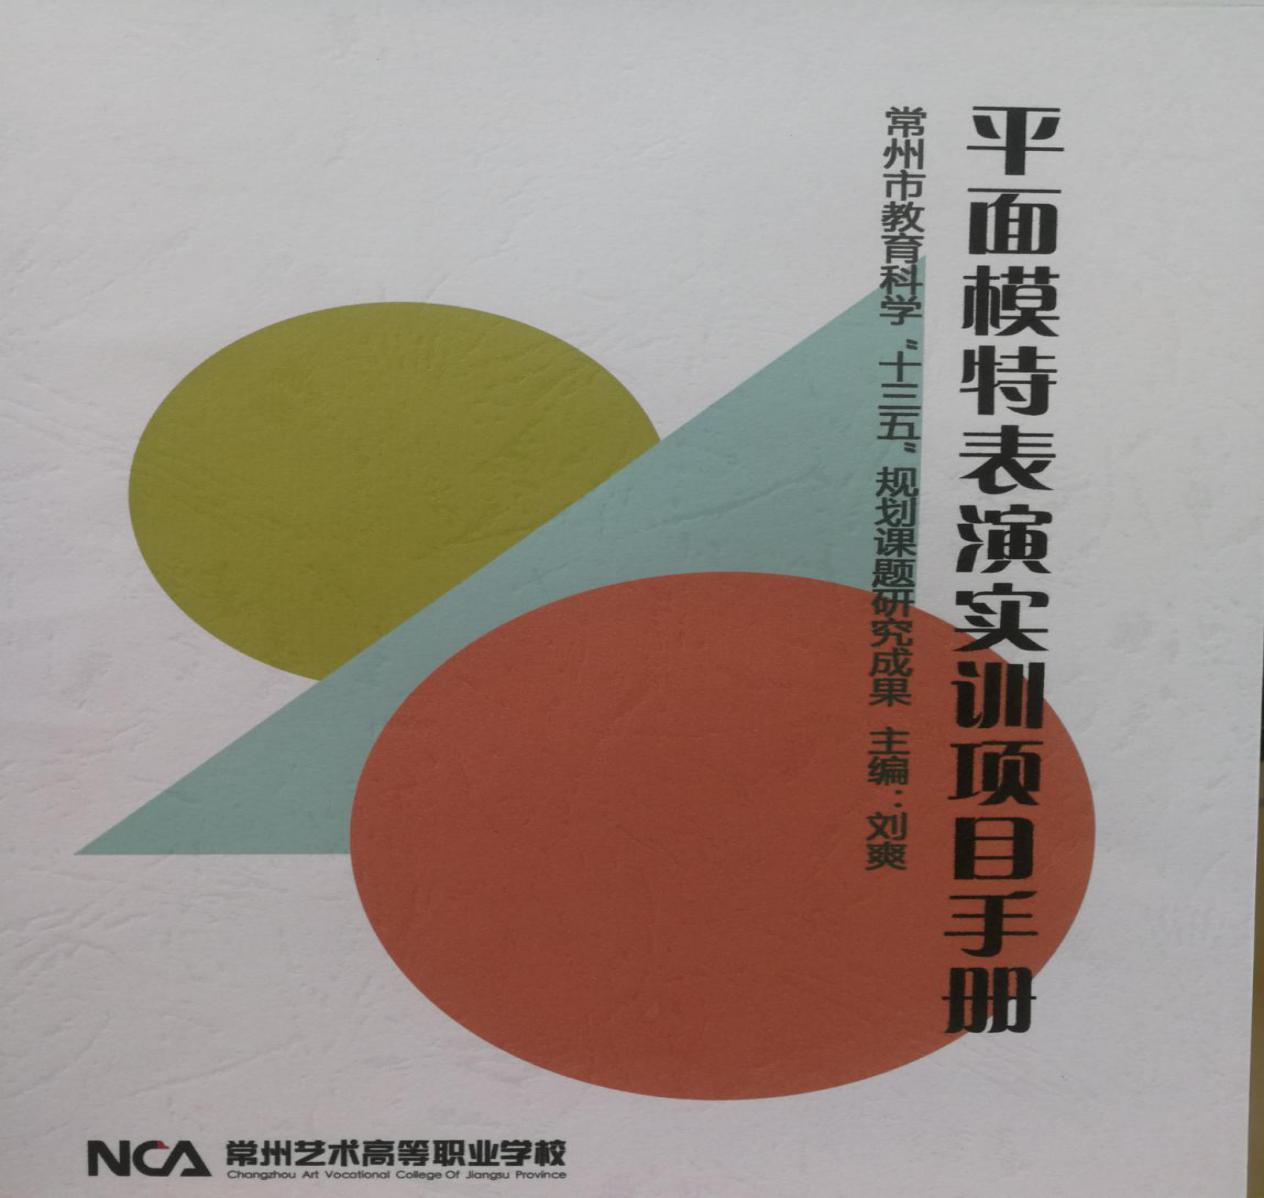 平面模特表演实训项目手册
常州市教育科学“十三五”规划课题研究成果 主编：刘爽
NCA 常州艺术高等职业学校
Changzhou Art Vocational College Of Jiangsu Province